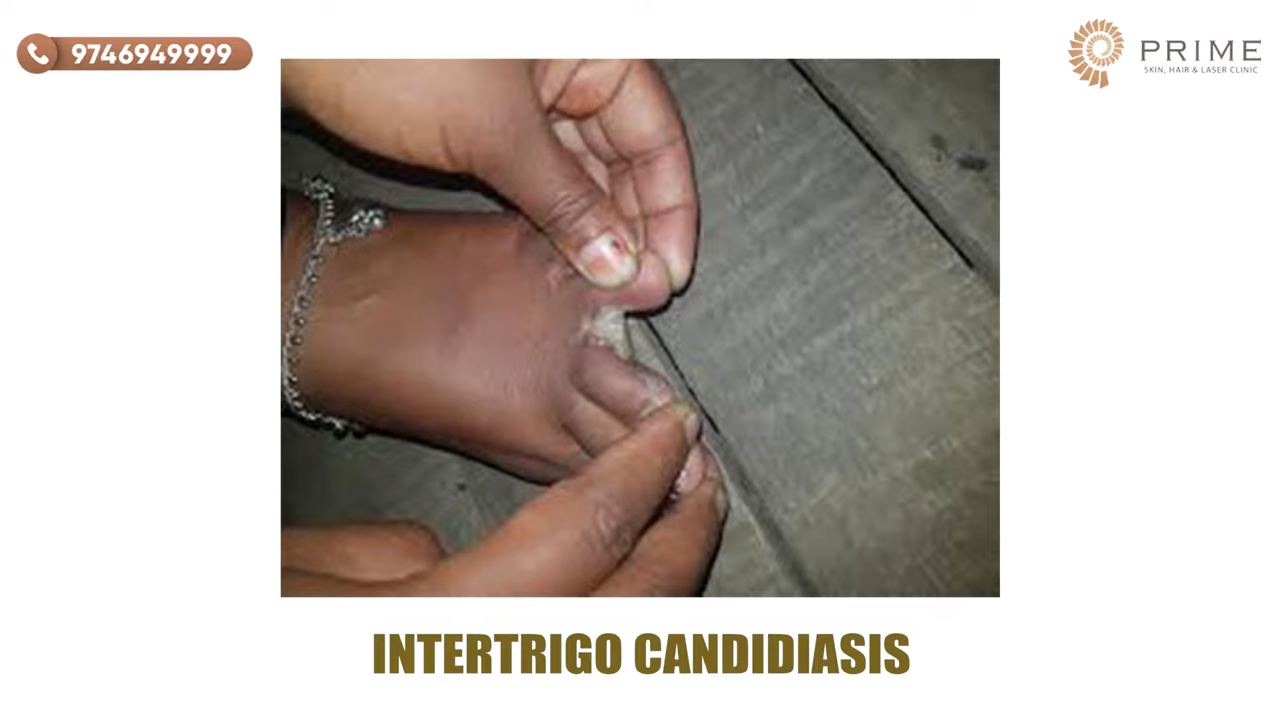 9746949999
PRIME
SKIN, HAIR & LASER CLINIC
INTERTRIGO CANDIDIASIS